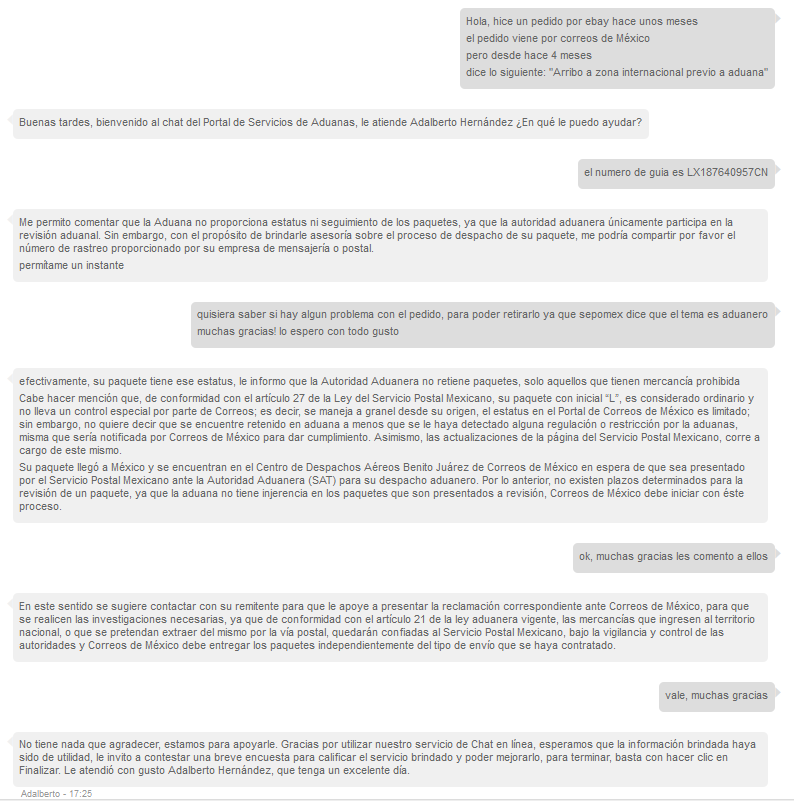 Hola, hice un pedido por ebay hace unos meses
el pedido viene por correos de México
pero desde hace 4 meses
dice lo siguiente: "Arribo a zona internacional previo a aduana"
Buenas tardes, bienvenido al chat del Portal de Servicios de Aduanas, le atiende Adalberto Hernández ¿En qué le puedo ayudar?
el numero de guia es LX187640957CN
Me permito comentar que la Aduana no proporciona estatus ni seguimiento de los paquetes, ya que la autoridad aduanera únicamente participa en la
revisión aduanal. Sin embargo, con el propósito de brindarle asesoría sobre el proceso de despacho de su paquete, me podría compartir por favor el
número de rastreo proporcionado por su empresa de mensajería o postal.
permítame un instante
quisiera saber si hay algun problema con el pedido, para poder retirarlo ya que sepomex dice que el tema es aduanero
muchas gracias! lo espero con todo gusto
efectivamente, su paquete tiene ese estatus, le informo que la Autoridad Aduanera no retiene paquetes, solo aquellos que tienen mercancía prohibida
Cabe hacer mención que, de conformidad con el artículo 27 de la Ley del Servicio Postal Mexicano, su paquete con inicial “L”, es considerado ordinario y
no lleva un control especial por parte de Correos; es decir, se maneja a granel desde su origen, el estatus en el Portal de Correos de México es limitado;
sin embargo, no quiere decir que se encuentre retenido en aduana a menos que se le haya detectado alguna regulación o restricción por la aduanas,
misma que sería notificada por Correos de México para dar cumplimiento. Asimismo, las actualizaciones de la página del Servicio Postal Mexicano, corre a
cargo de este mismo.
Su paquete llegó a México y se encuentran en el Centro de Despachos Aéreos Benito Juárez de Correos de México en espera de que sea presentado
por el Servicio Postal Mexicano ante la Autoridad Aduanera (SAT) para su despacho aduanero. Por lo anterior, no existen plazos determinados para la
revisión de un paquete, ya que la aduana no tiene injerencia en los paquetes que son presentados a revisión, Correos de México debe iniciar con éste
proceso.
ok, muchas gracias les comento a ellos
En este sentido se sugiere contactar con su remitente para que le apoye a presentar la reclamación correspondiente ante Correos de México, para que
se realicen las investigaciones necesarias, ya que de conformidad con el artículo 21 de la ley aduanera vigente, las mercancías que ingresen al territorio
nacional, o que se pretendan extraer del mismo por la vía postal, quedarán confiadas al Servicio Postal Mexicano, bajo la vigilancia y control de las
autoridades y Correos de México debe entregar los paquetes independientemente del tipo de envío que se haya contratado.
vale, muchas gracias
No tiene nada que agradecer, estamos para apoyarle. Gracias por utilizar nuestro servicio de Chat en línea, esperamos que la información brindada haya
sido de utilidad, le invito a contestar una breve encuesta para calificar el servicio brindado y poder mejorarlo, para terminar, basta con hacer clic en
Finalizar. Le atendió con gusto Adalberto Hernández, que tenga un excelente día.
Adalberto - 17:25